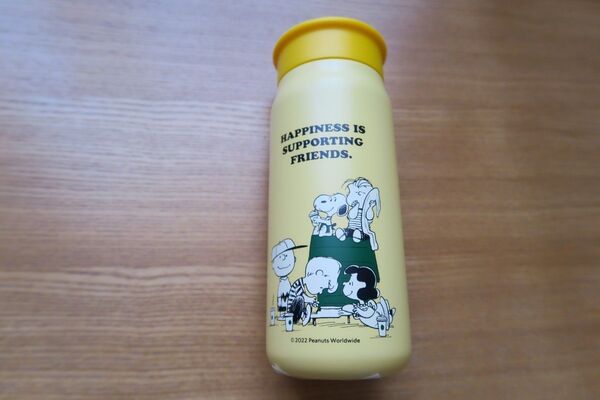 HAPPINESS IS
SUPPORTING
FRIENDS.
©2022 Peanuts Worldwide